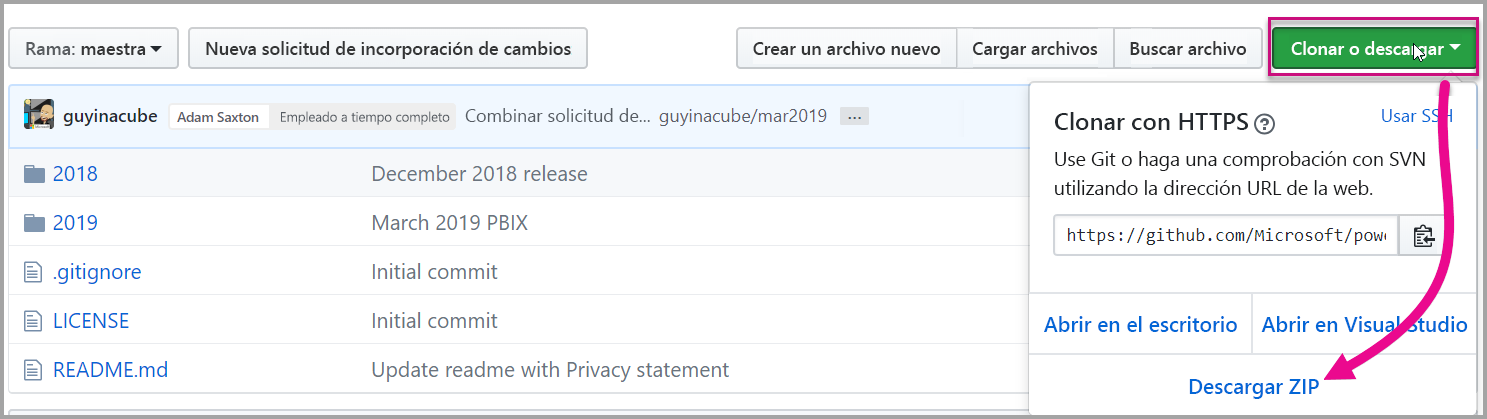 Rama: maestra
Nueva solicitud de incorporación de cambios
Crear un archivo nuevo
Cargar archivos
Buscar archivo
Clonar o descargar
guyinacube
Adam Saxton
Empleado a tiempo completo
Combinar solicitud de... guyinacube/mar2019
...
2018 December 2018 release
2019 March 2019 PBIX
.gitignore Initial commit
LICENSE Initial commit
README.md Update readme with Privacy statement
Clonar con HTTPS ?
Usar SSH
Use Git o haga una comprobación con SVN
utilizando la dirección URL de la web.
https://github.com/Microsoft/powe
Abrir en el escritorio
Abrir en Visual Studio
Descargar ZIP